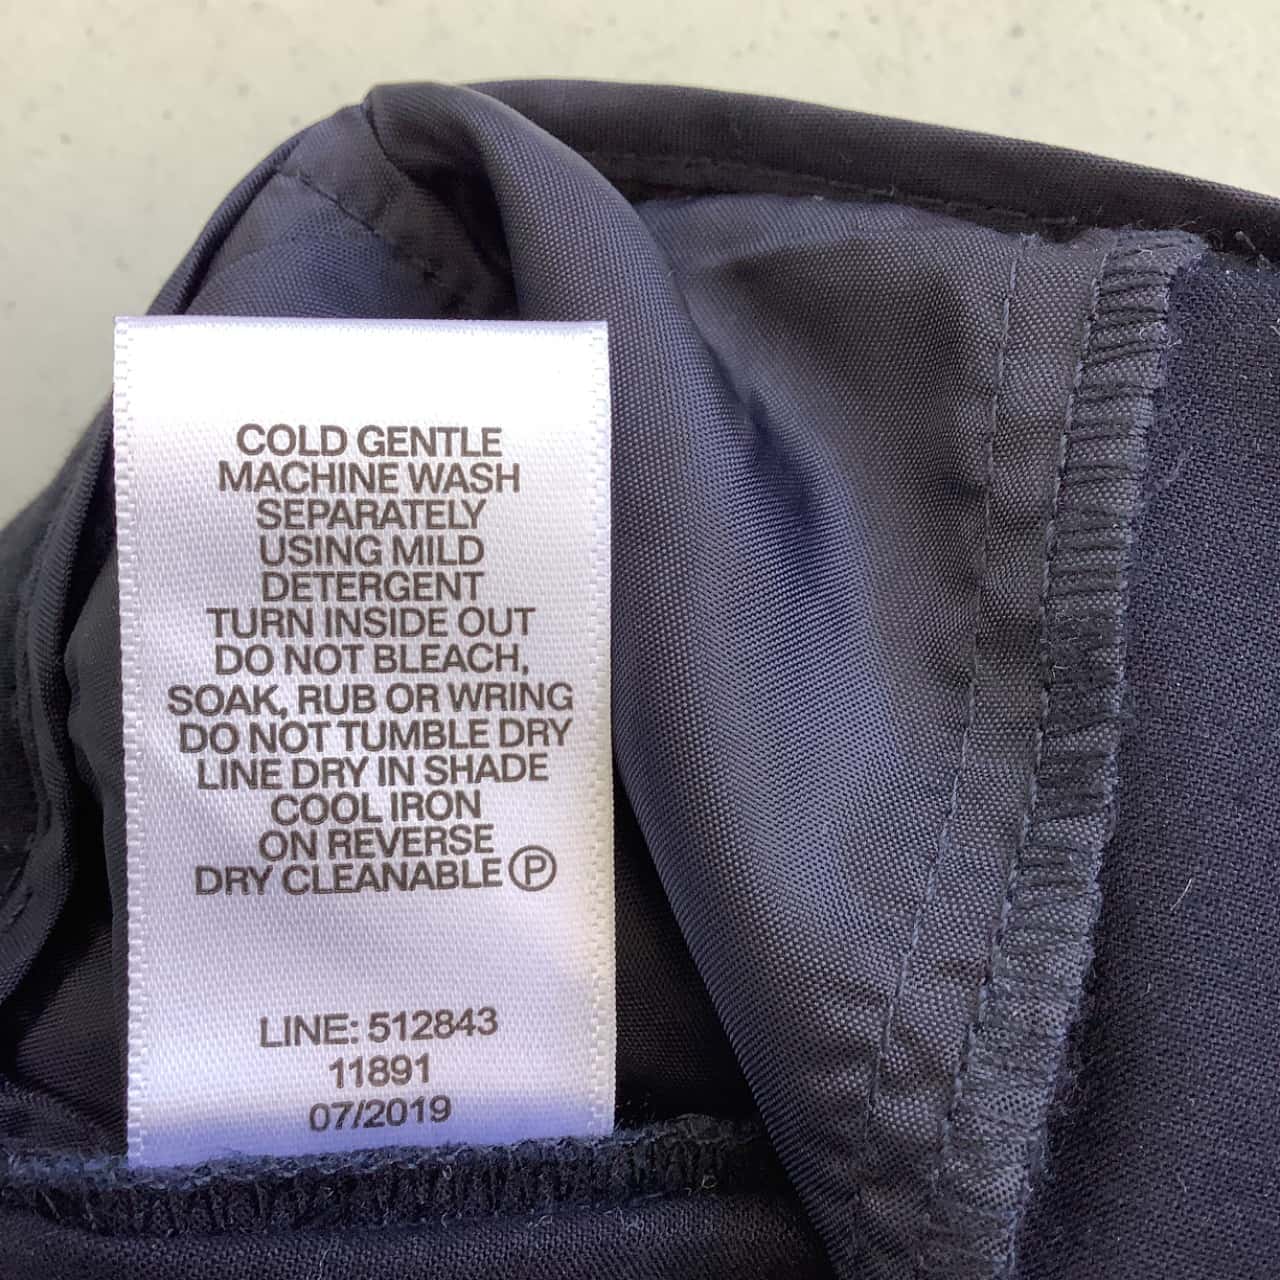 COLD GENTLE
MACHINE WASH
SEPARATELY
USING MILD
DETERGENT
TURN INSIDE OUT
DO NOT BLEACH,
SOAK, RUB OR WRING
DO NOT TUMBLE DRY
LINE DRY IN SHADE
COOL IRON
ON REVERSE
DRY CLEANABLE Ⓟ
LINE: 512843
11891
07/2019